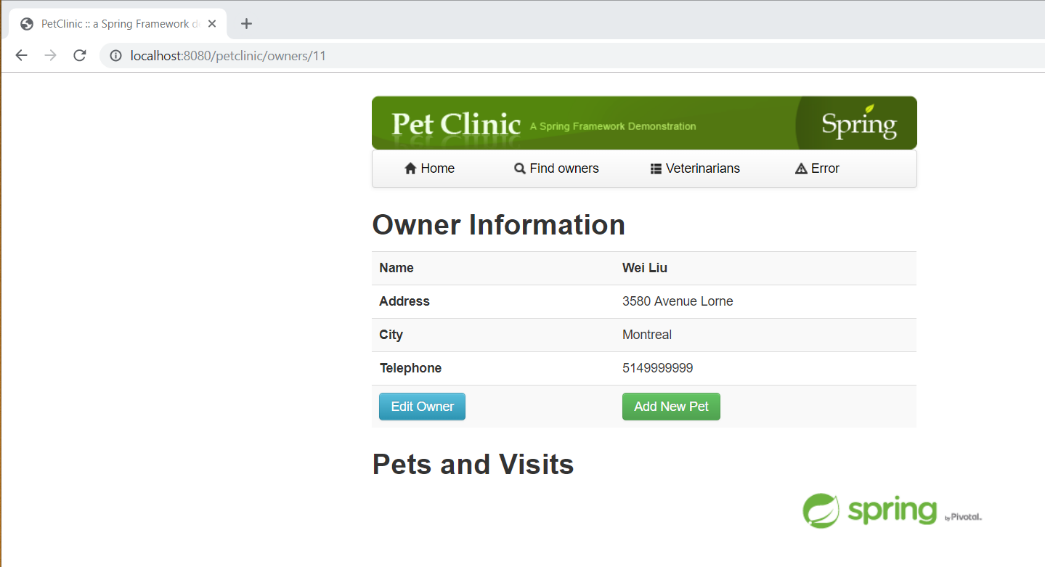 PetClinic :: a Spring Framework d
localhost:8080/petclinic/owners/11
Pet Clinic A Spring Framework Demonstration Spring
Home Find owners Veterinarians Error
Owner Information
Name Wei Liu
Address 3580 Avenue Lorne
City Montreal
Telephone 5149999999
Edit Owner Add New Pet
Pets and Visits
spring by Pivotal.